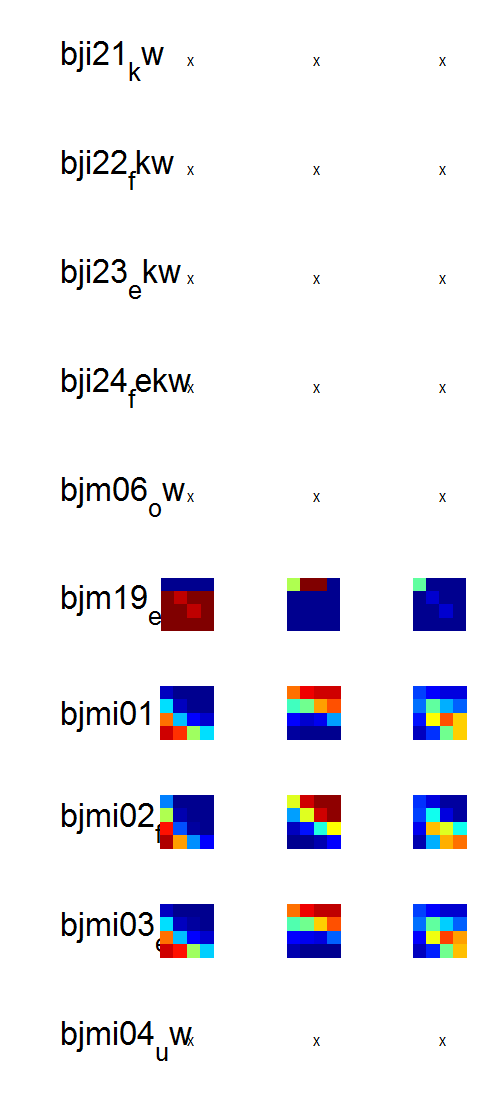 bji21_kw x x x
bji22_fkw x x x
bji23_ekw x x x
bji24_fekw x x x
bjm06_ow x x x
bjm19_e
bjmi01
bjmi02_f
bjmi03_e
bjmi04_uw x x x